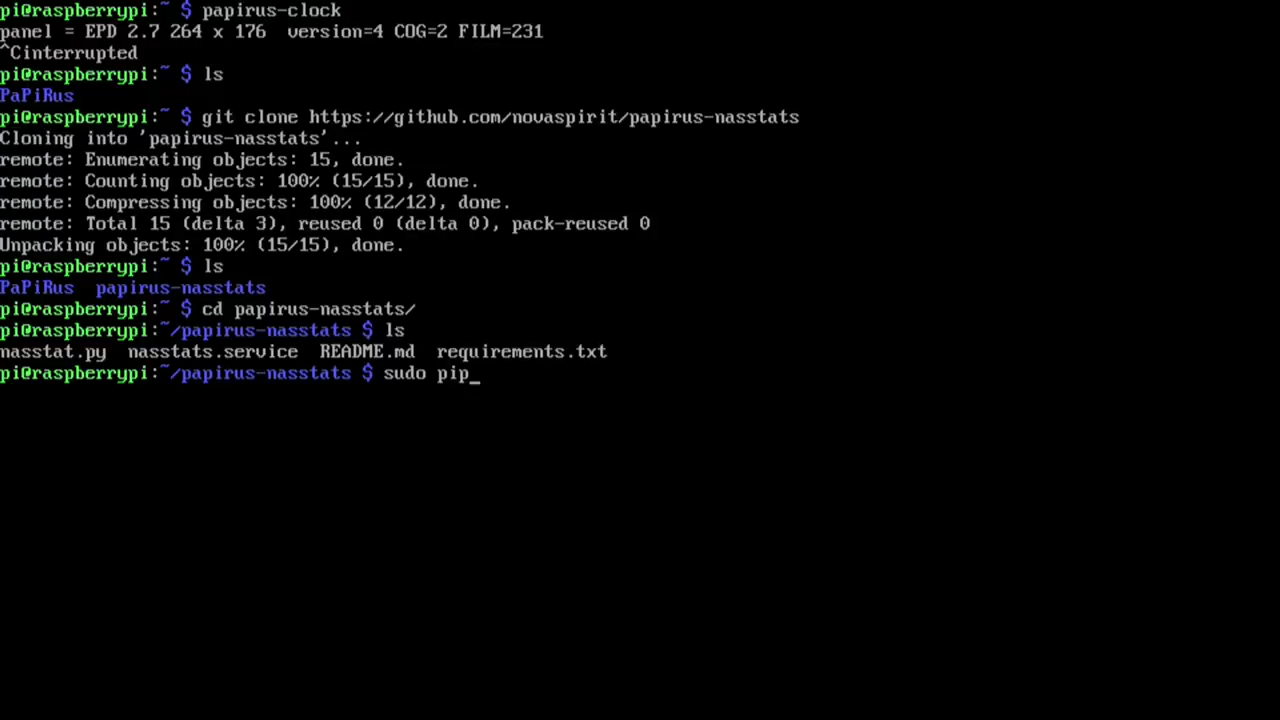 pi@raspberrypi:~ $ papirus-clock
panel = EPD 2.7 264 x 176  version=4 COG=2 FILM=231
^Cinterrupted
pi@raspberrypi:~ $ ls
PaPiRus
pi@raspberrypi:~ $ git clone https://github.com/novaspirit/papirus-nasstats
Cloning into 'papirus-nasstats'...
remote: Enumerating objects: 15, done.
remote: Counting objects: 100% (15/15), done.
remote: Compressing objects: 100% (12/12), done.
remote: Total 15 (delta 3), reused 0 (delta 0), pack-reused 0
Unpacking objects: 100% (15/15), done.
pi@raspberrypi:~ $ ls
PaPiRus  papirus-nasstats
pi@raspberrypi:~ $ cd papirus-nasstats/
pi@raspberrypi:~/papirus-nasstats $ ls
nasstat.py  nasstats.service  README.md  requirements.txt
pi@raspberrypi:~/papirus-nasstats $ sudo pip_